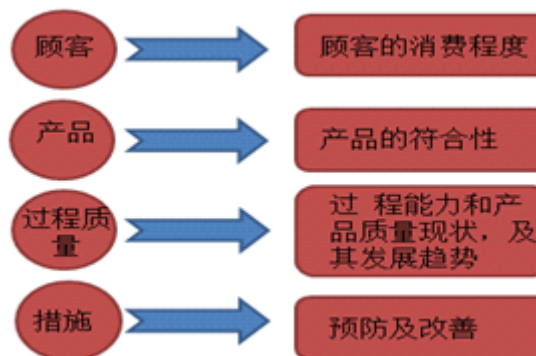 顾客
顾客的消费程度
产品
产品的符合性
过程质
量
过 程能力和产
品质量现状，及
其发展趋势
措施
预防及改善